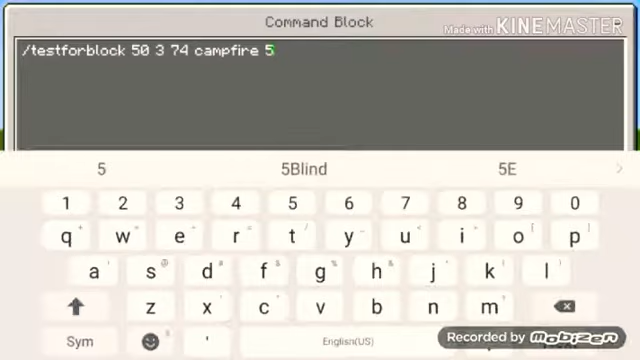 Command Block
Made with KINEMASTER
/testforblock 50 3 74 campfire 5
5 5Blind 5E
1 2 3 4 5 6 7 8 9 0
q w e r t y u i o p
a s d f g h j k l
z x c v b n m
Sym ' English(US)
Recorded by Mobizen